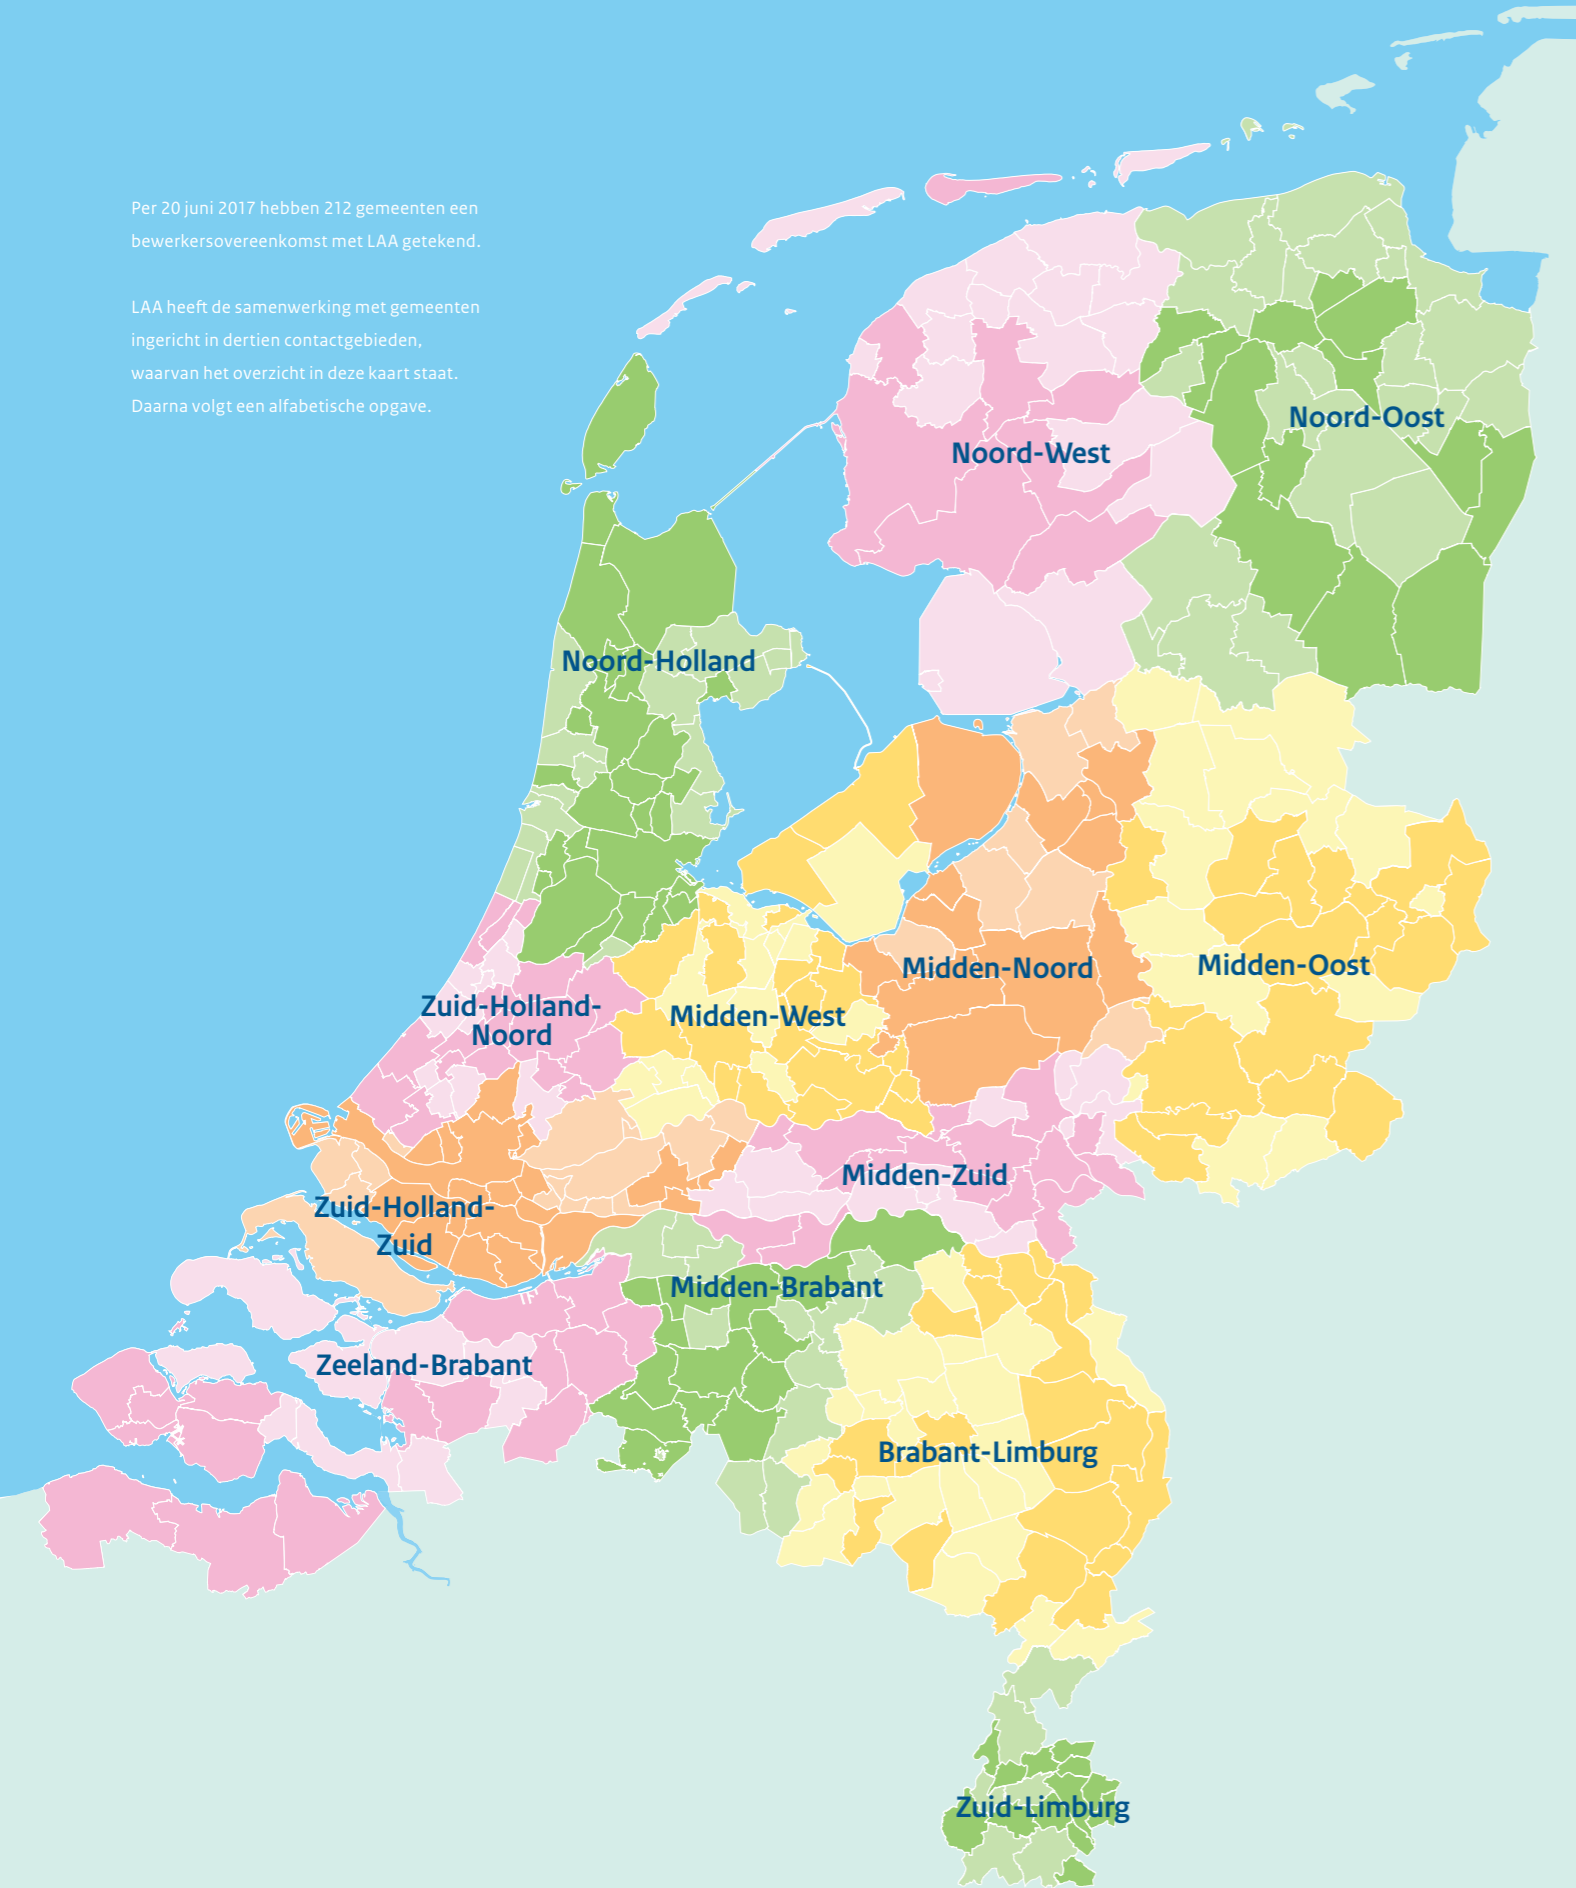 Per 20 juni 2017 hebben 212 gemeenten een
bewerkersovereenkomst met LAA getekend.
LAA heeft de samenwerking met gemeenten
ingericht in dertien contactgebieden,
waarvan het overzicht in deze kaart staat.
Daarna volgt een alfabetische opgave.
Noord-Oost
Noord-West
Noord-Holland
Midden-Oost
Midden-Noord
Zuid-Holland-
Noord
Midden-West
Midden-Zuid
Zuid-Holland-
Zuid
Midden-Brabant
Zeeland-Brabant
Brabant-Limburg
Zuid-Limburg